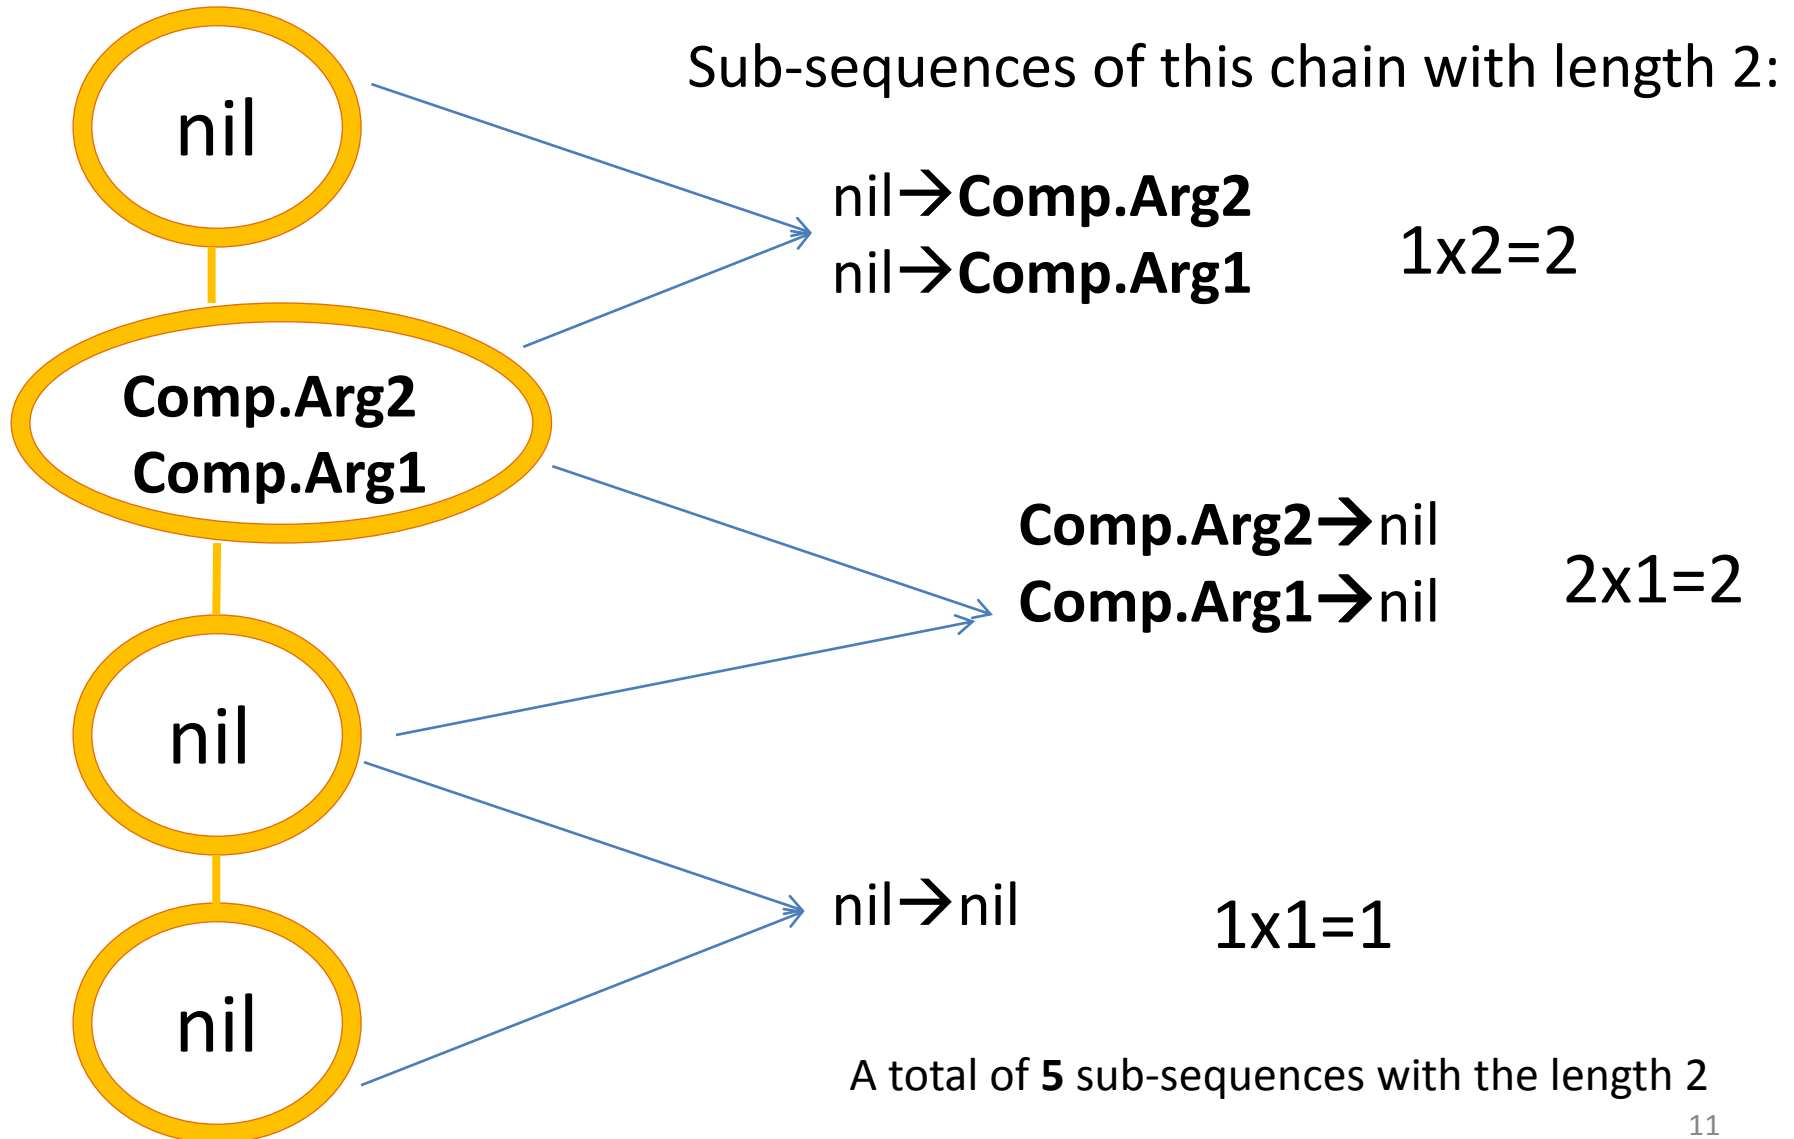 Sub-sequences of this chain with length 2:
nil
nil→Comp.Arg2
nil→Comp.Arg1
1x2=2
Comp.Arg2
Comp.Arg1
Comp.Arg2→nil
Comp.Arg1→nil
2x1=2
nil
nil→nil
1x1=1
nil
A total of 5 sub-sequences with the length 2
11